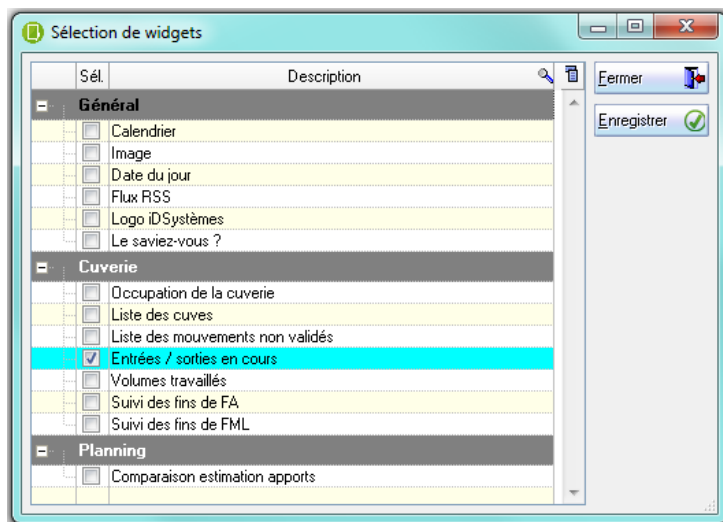 Sélection de widgets
Sél. Description
Fermer
Général
Enregistrer
Calendrier
Image
Date du jour
Flux RSS
Logo iDSystèmes
Le saviez-vous ?
Cuverie
Occupation de la cuverie
Liste des cuves
Liste des mouvements non validés
Entrées / sorties en cours
Volumes travaillés
Suivi des fins de FA
Suivi des fins de FML
Planning
Comparaison estimation apports